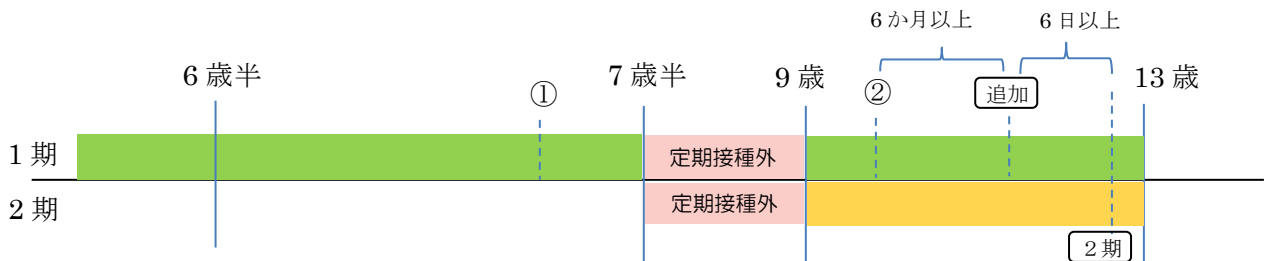 6か月以上 6日以上
6歳半 7歳半 9歳 13歳
① ② 追加
1期 定期接種外
2期 定期接種外
2期